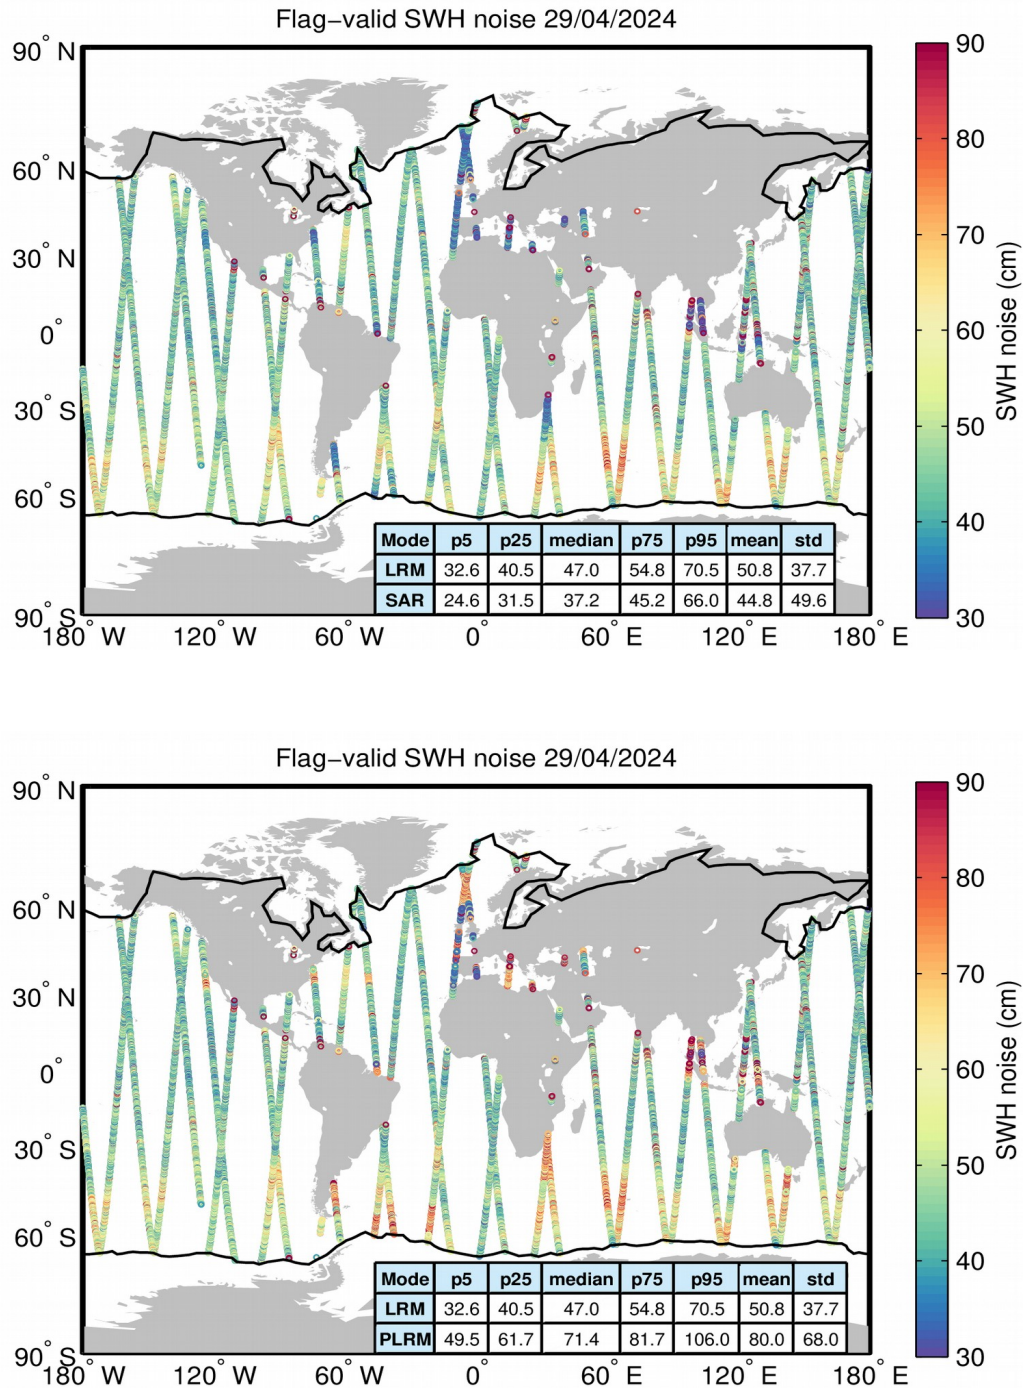 Flag-valid SWH noise 29/04/2024
90° N
60° N
30° N
0°
30° S
60° S
90° S
180° W 120° W 60° W 0° 60° E 120° E 180° E
90
80
70
60
50
40
30
SWH noise (cm)
Mode p5 p25 median p75 p95 mean std
LRM 32.6 40.5 47.0 54.8 70.5 50.8 37.7
SAR 24.6 31.5 37.2 45.2 66.0 44.8 49.6
Flag-valid SWH noise 29/04/2024
90° N
60° N
30° N
0°
30° S
60° S
90° S
180° W 120° W 60° W 0° 60° E 120° E 180° E
90
80
70
60
50
40
30
SWH noise (cm)
Mode p5 p25 median p75 p95 mean std
LRM 32.6 40.5 47.0 54.8 70.5 50.8 37.7
PLRM 49.5 61.7 71.4 81.7 106.0 80.0 68.0